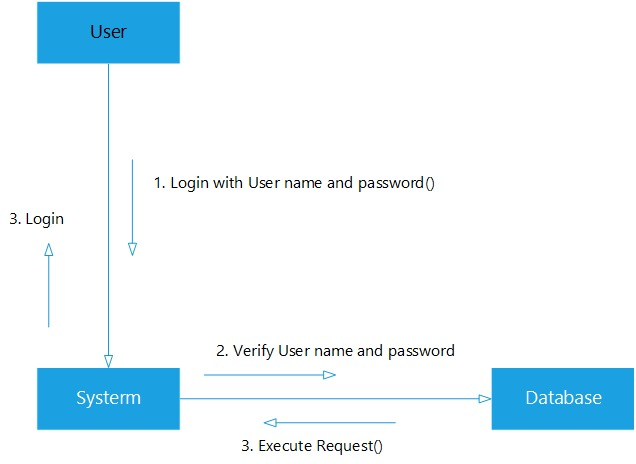 User
1. Login with User name and password()
3. Login
2. Verify User name and password
Systerm
Database
3. Execute Request()